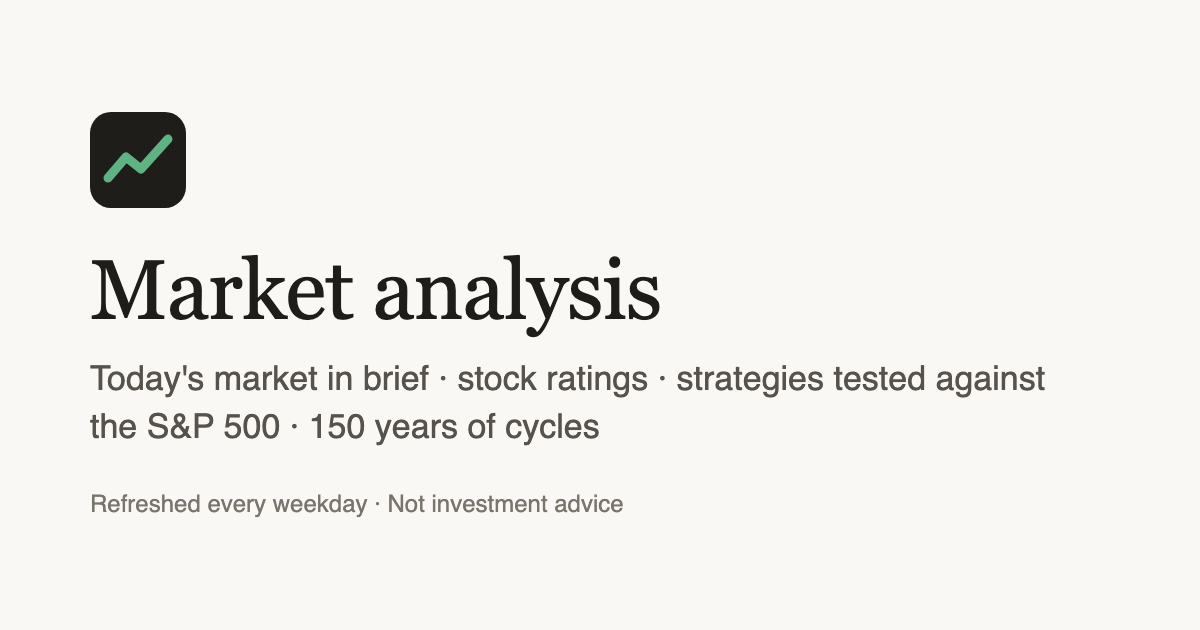 Market analysis
Today's market in brief · stock ratings · strategies tested against
the S&P 500 · 150 years of cycles
Refreshed every weekday · Not investment advice